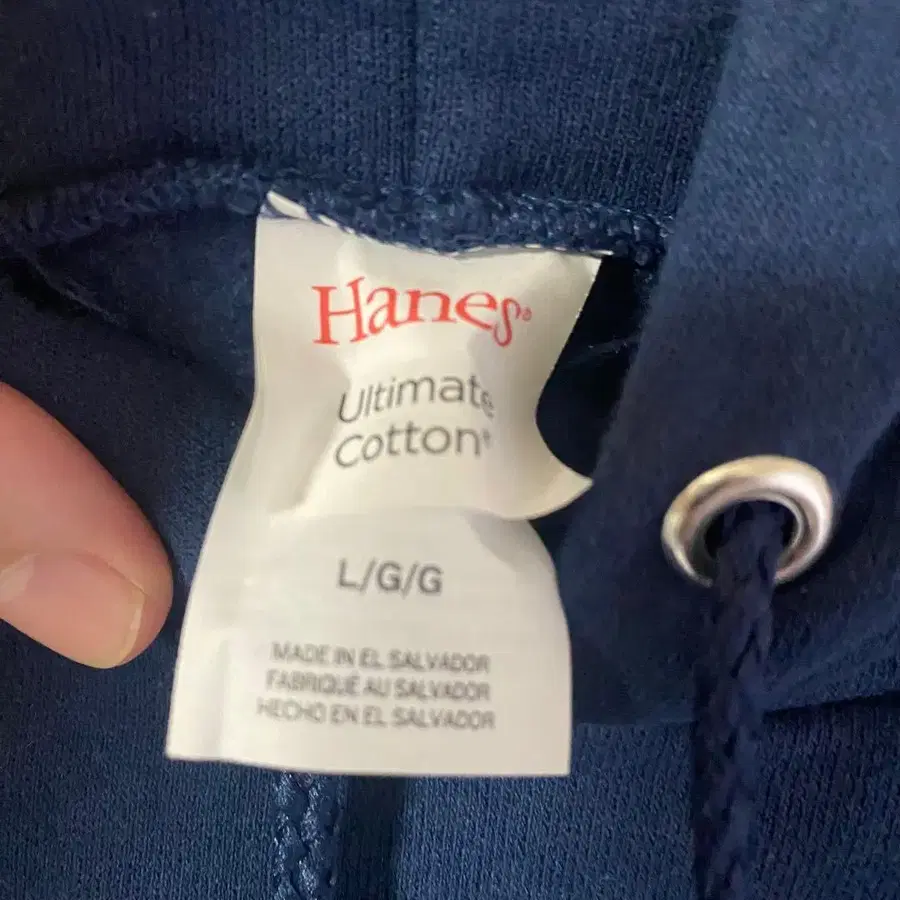 Hanes®
Ultimate
Cotton®
L/G/G
MADE IN EL SALVADOR
FABRIQUÉ AU SALVADOR
HECHO EN EL SALVADOR